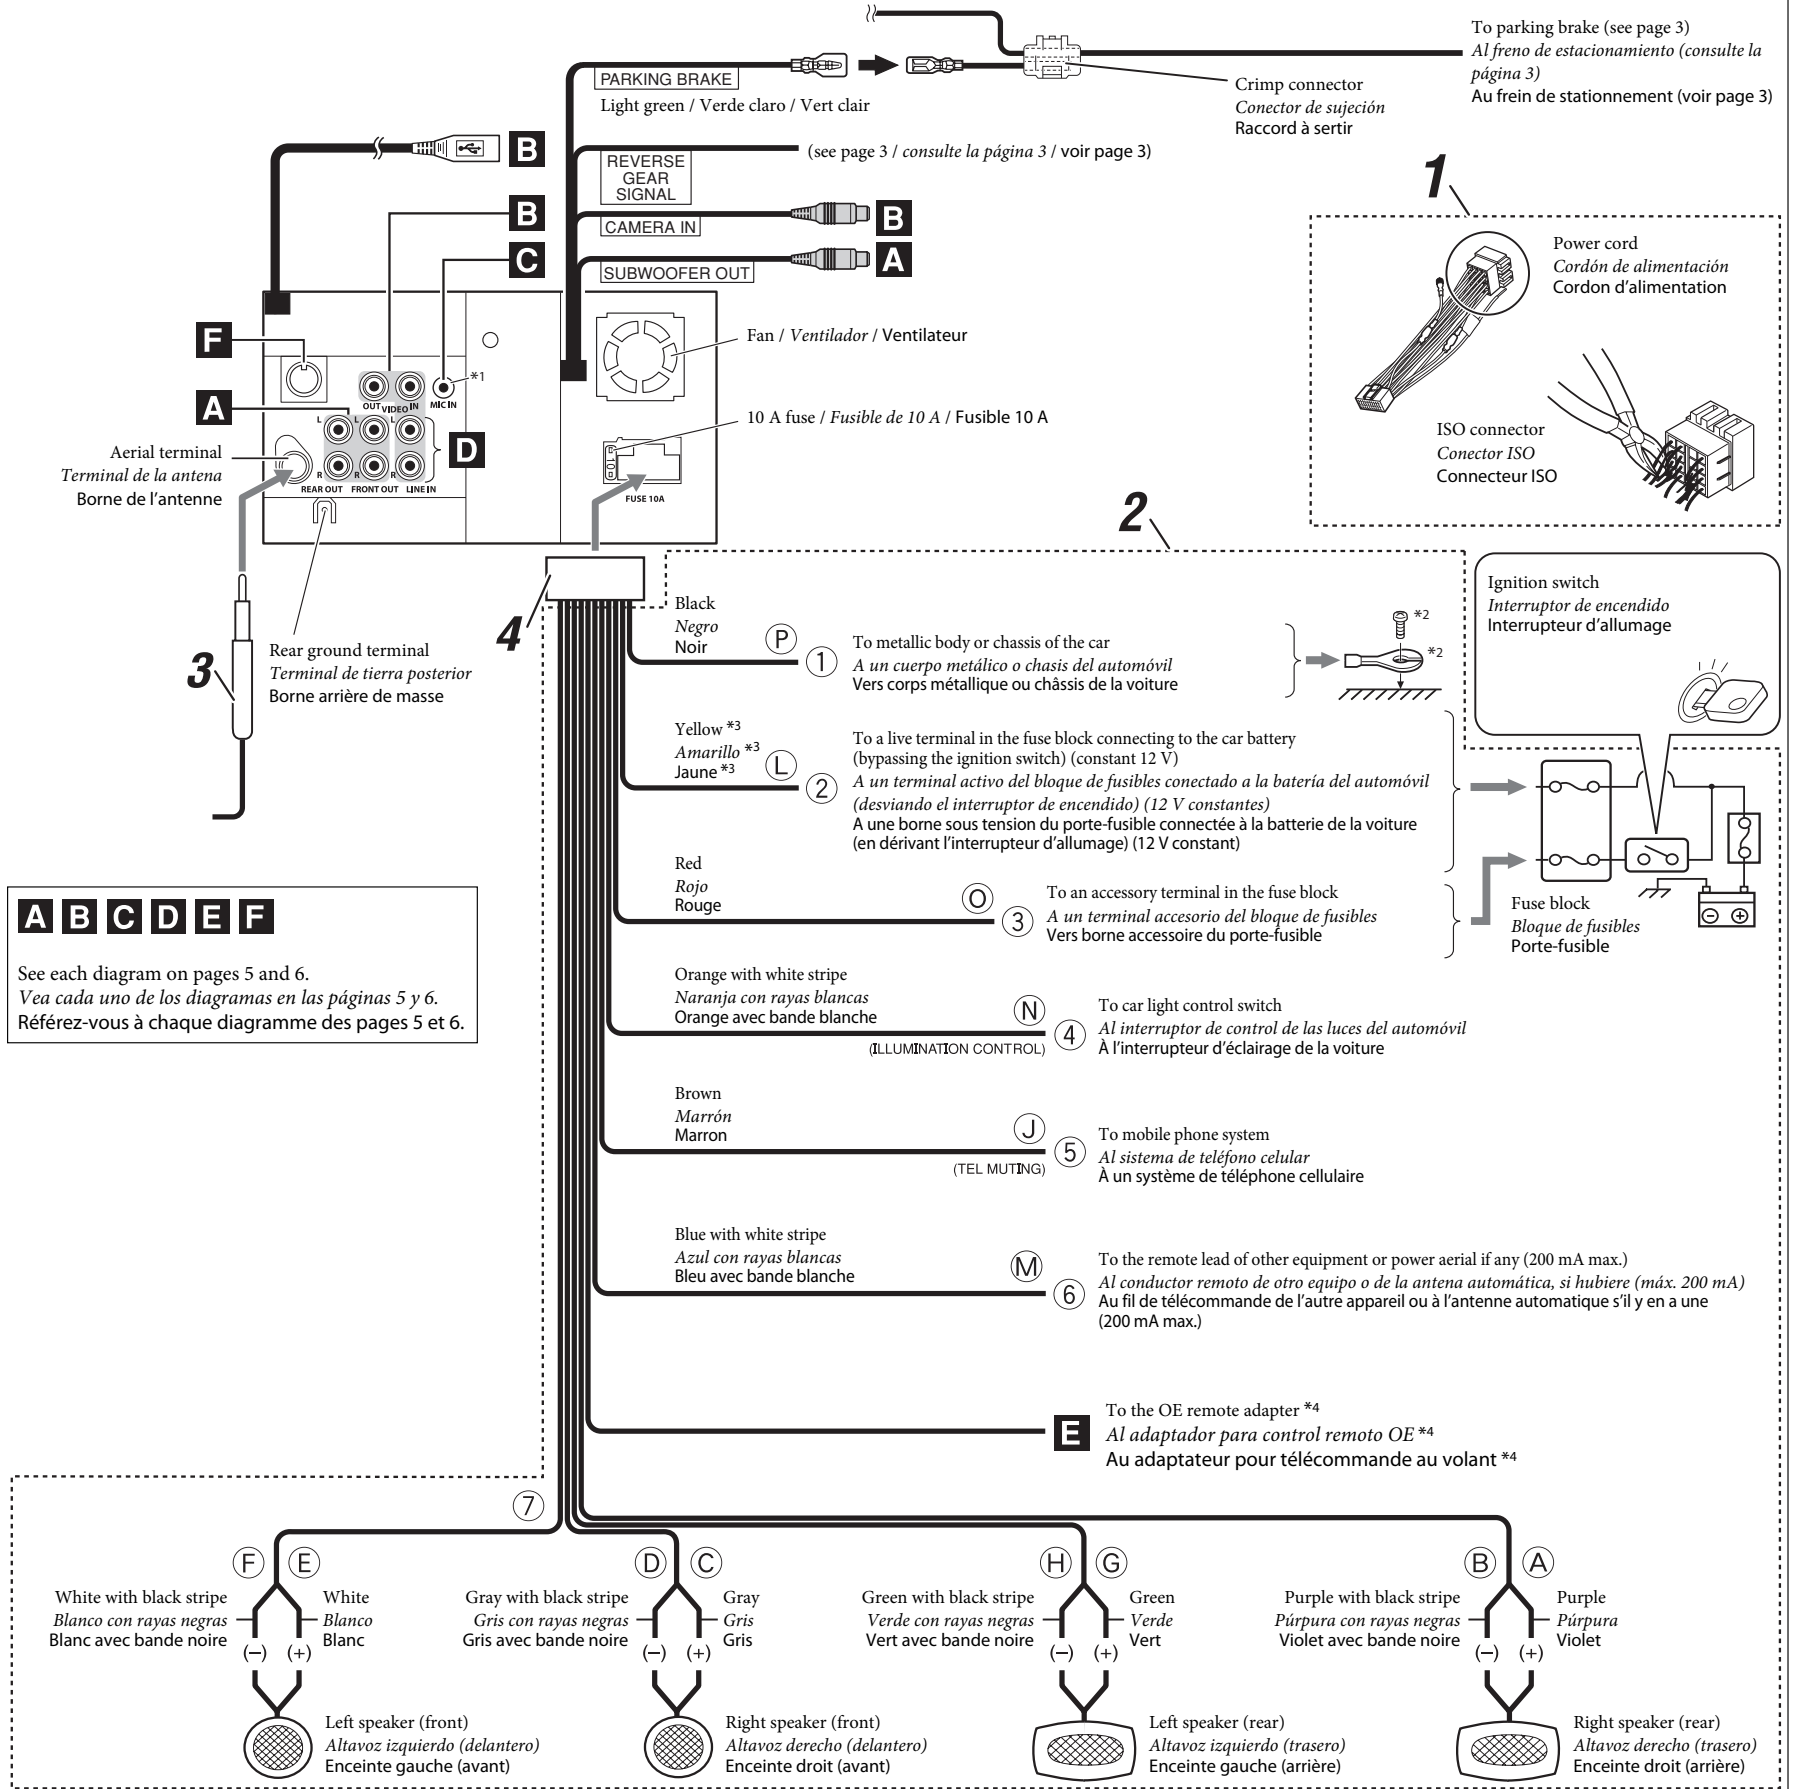 To parking brake (see page 3)
Al freno de estacionamiento (consulte la
página 3)
Au frein de stationnement (voir page 3)
PARKING BRAKE
Light green / Verde claro / Vert clair
Crimp connector
Conector de sujeción
Raccord à sertir
B
REVERSE
GEAR
SIGNAL
(see page 3 / consulte la página 3 / voir page 3)
B
CAMERA IN
B
C
SUBWOOFER OUT
A
1
Power cord
Cordón de alimentación
Cordon d'alimentation
ISO connector
Conector ISO
Connecteur ISO
F
Fan / Ventilador / Ventilateur
*1
OUT VIDEO IN
MIC IN
A
L L L
D
R R R
REAR OUT FRONT OUT LINE IN
10 A fuse / Fusible de 10 A / Fusible 10 A
10
FUSE 10A
Aerial terminal
Terminal de la antena
Borne de l'antenne
2
3
Rear ground terminal
Terminal de tierra posterior
Borne arrière de masse
4
Ignition switch
Interruptor de encendido
Interrupteur d'allumage
Black
Negro
Noir
P
1
To metallic body or chassis of the car
A un cuerpo metálico o chasis del automóvil
Vers corps métallique ou châssis de la voiture
*2
*2
Yellow *3
Amarillo *3
Jaune *3
L
2
To a live terminal in the fuse block connecting to the car battery
(bypassing the ignition switch) (constant 12 V)
A un terminal activo del bloque de fusibles conectado a la batería del automóvil
(desviando el interruptor de encendido) (12 V constantes)
A une borne sous tension du porte-fusible connectée à la batterie de la voiture
(en dérivant l'interrupteur d'allumage) (12 V constant)
Red
Rojo
Rouge
O
3
To an accessory terminal in the fuse block
A un terminal accesorio del bloque de fusibles
Vers borne accessoire du porte-fusible
Fuse block
Bloque de fusibles
Porte-fusible
A B C D E F
See each diagram on pages 5 and 6.
Vea cada uno de los diagramas en las páginas 5 y 6.
Référez-vous à chaque diagramme des pages 5 et 6.
Orange with white stripe
Naranja con rayas blancas
Orange avec bande blanche
(ILLUMINATION CONTROL)
N
4
To car light control switch
Al interruptor de control de las luces del automóvil
À l'interrupteur d'éclairage de la voiture
Brown
Marrón
Marron
(TEL MUTING)
J
5
To mobile phone system
Al sistema de teléfono celular
À un système de téléphone cellulaire
Blue with white stripe
Azul con rayas blancas
Bleu avec bande blanche
M
6
To the remote lead of other equipment or power aerial if any (200 mA max.)
Al conductor remoto de otro equipo o de la antena automática, si hubiere (máx. 200 mA)
Au fil de télécommande de l'autre appareil ou à l'antenne automatique s'il y en a une
(200 mA max.)
E
To the OE remote adapter *4
Al adaptador para control remoto OE *4
Au adaptateur pour télécommande au volant *4
7
F E
White with black stripe
Blanco con rayas negras
Blanc avec bande noire
White
Blanco
Blanc
(−) (+)
Left speaker (front)
Altavoz izquierdo (delantero)
Enceinte gauche (avant)
D C
Gray with black stripe
Gris con rayas negras
Gris avec bande noire
Gray
Gris
Gris
(−) (+)
Right speaker (front)
Altavoz derecho (delantero)
Enceinte droit (avant)
H G
Green with black stripe
Verde con rayas negras
Vert avec bande noire
Green
Verde
Vert
(−) (+)
Left speaker (rear)
Altavoz izquierdo (trasero)
Enceinte gauche (arrière)
B A
Purple with black stripe
Púrpura con rayas negras
Violet avec bande noire
Purple
Púrpura
Violet
(−) (+)
Right speaker (rear)
Altavoz derecho (trasero)
Enceinte droit (arrière)